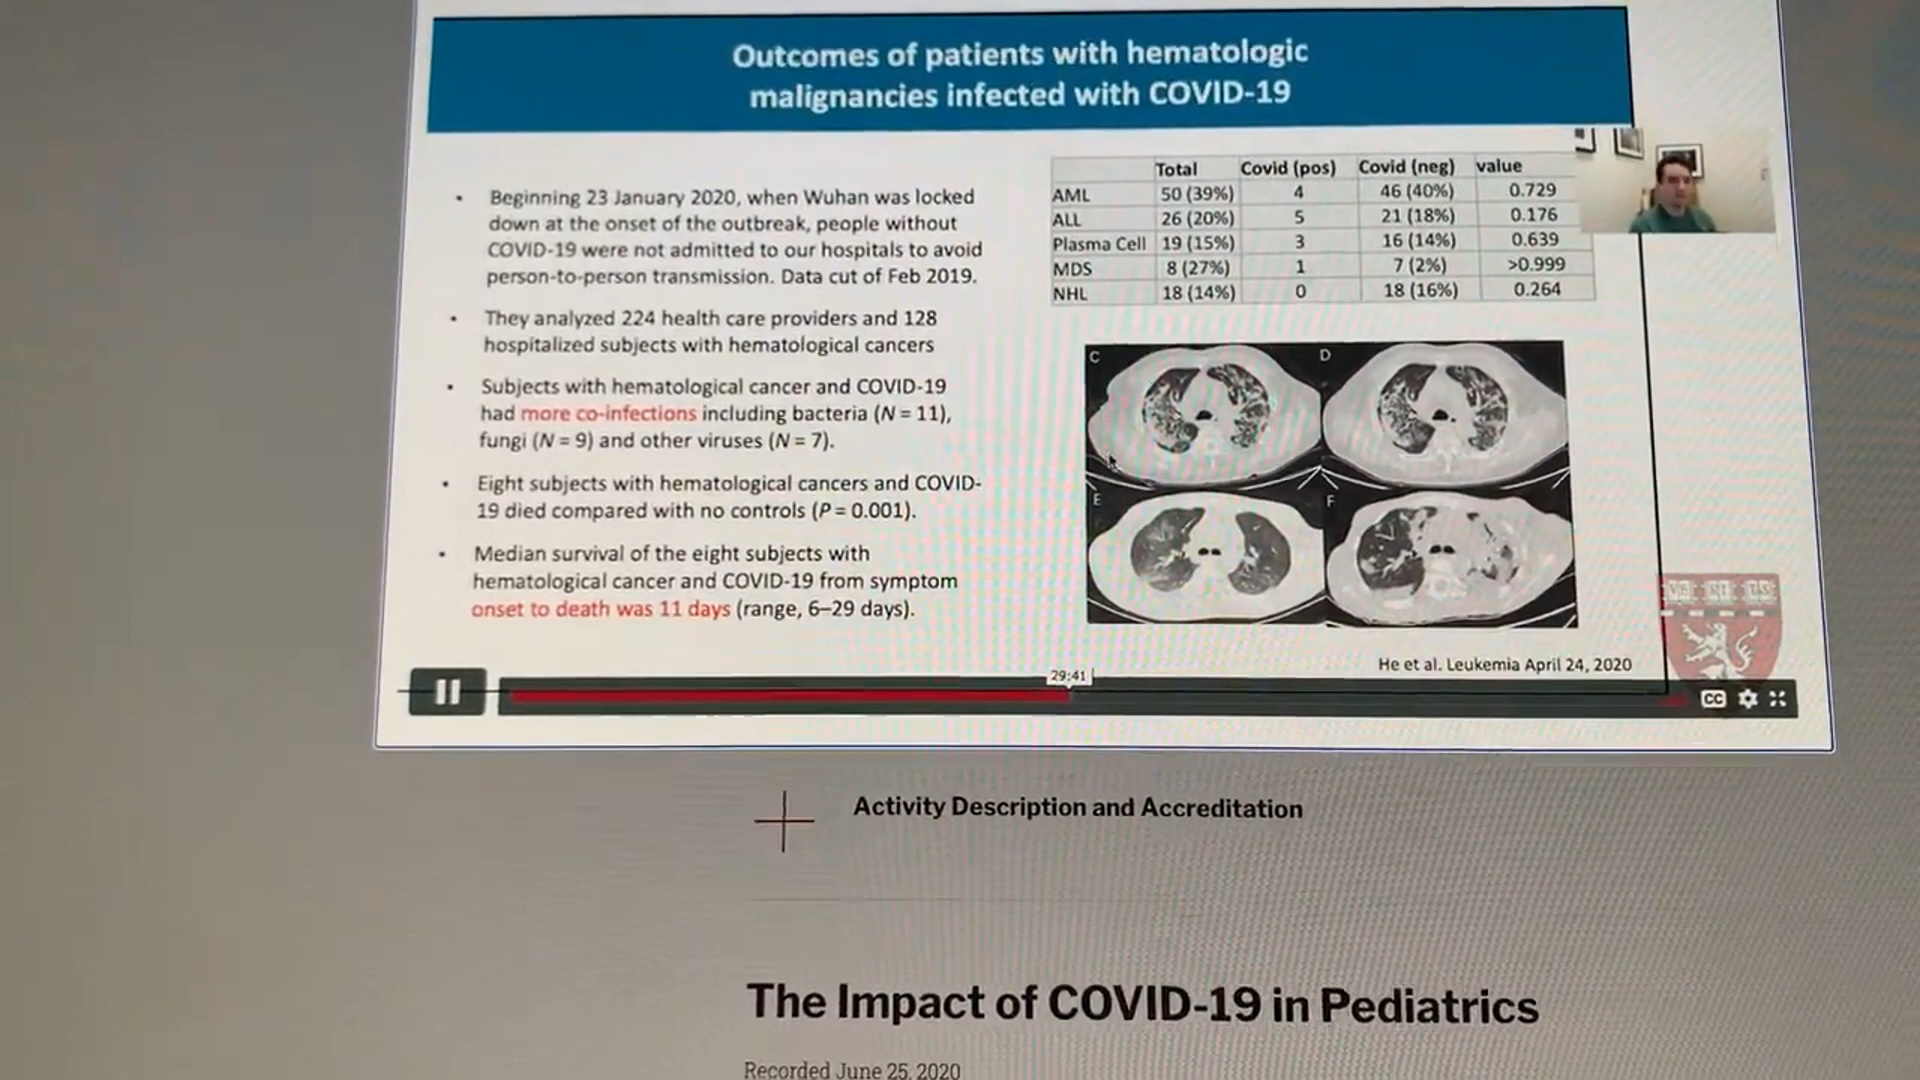 Outcomes of patients with hematologic
malignancies infected with COVID-19
• Beginning 23 January 2020, when Wuhan was locked
down at the onset of the outbreak, people without
COVID-19 were not admitted to our hospitals to avoid
person-to-person transmission. Data cut of Feb 2019.
• They analyzed 224 health care providers and 128
hospitalized subjects with hematological cancers
• Subjects with hematological cancer and COVID-19
had more co-infections including bacteria (N = 11),
fungi (N = 9) and other viruses (N = 7).
• Eight subjects with hematological cancers and COVID-
19 died compared with no controls (P = 0.001).
• Median survival of the eight subjects with
hematological cancer and COVID-19 from symptom
onset to death was 11 days (range, 6–29 days).
Total Covid (pos) Covid (neg) value
AML 50 (39%) 4 46 (40%) 0.729
ALL 26 (20%) 5 21 (18%) 0.176
Plasma Cell 19 (15%) 3 16 (14%) 0.639
MDS 8 (27%) 1 7 (2%) >0.999
NHL 18 (14%) 0 18 (16%) 0.264
C D
E F
He et al. Leukemia April 24, 2020
29:41
CC
Activity Description and Accreditation
The Impact of COVID-19 in Pediatrics
Recorded June 25, 2020